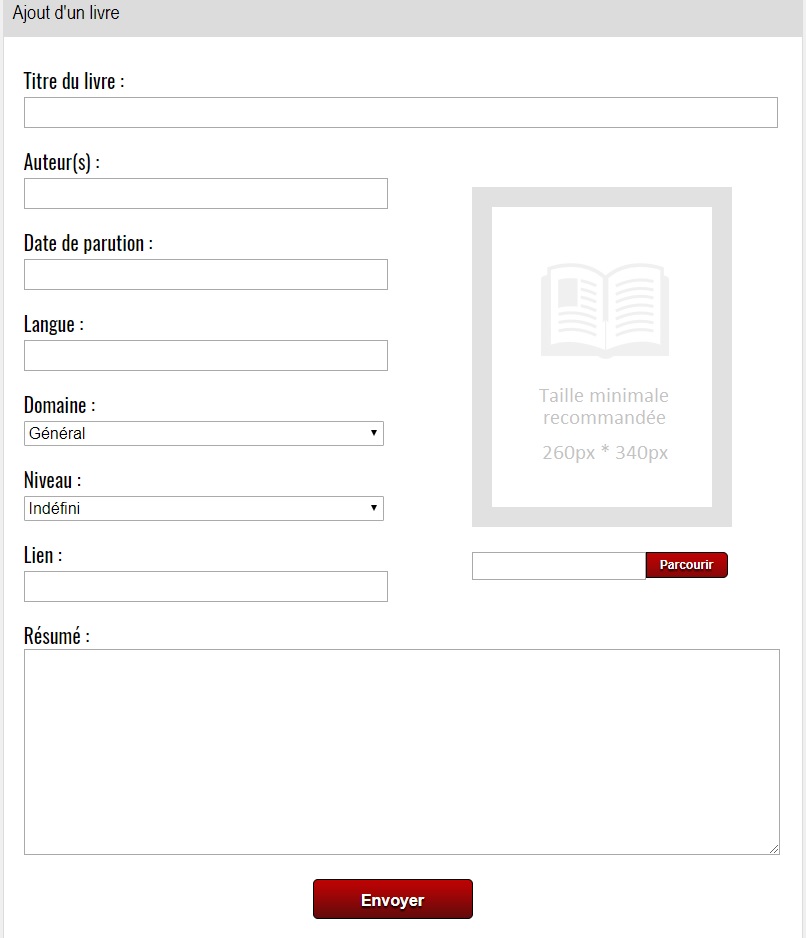 Ajout d'un livre
Titre du livre :
Auteur(s) :
Date de parution :
Langue :
Domaine :
Général
Niveau :
Indéfini
Lien :
Taille minimale
recommandée
260px * 340px
Parcourir
Résumé :
Envoyer